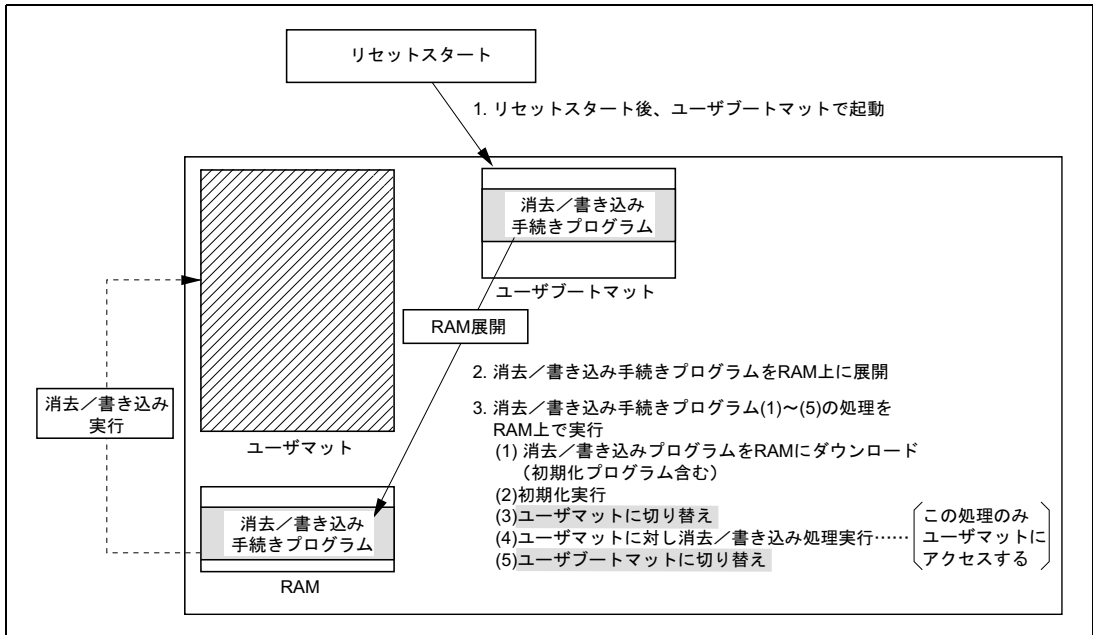 リセットスタート
1. リセットスタート後、ユーザブートマットで起動
消去／書き込み
手続きプログラム
ユーザブートマット
RAM展開
2. 消去／書き込み手続きプログラムをRAM上に展開
消去／書き込み
実行
3. 消去／書き込み手続きプログラム(1)～(5)の処理を
RAM上で実行
(1) 消去／書き込みプログラムをRAMにダウンロード
（初期化プログラム含む）
(2)初期化実行
(3)ユーザマットに切り替え
(4)ユーザマットに対し消去／書き込み処理実行……
(5)ユーザブートマットに切り替え
この処理のみ
ユーザマットに
アクセスする
ユーザマット
消去／書き込み
手続きプログラム
RAM